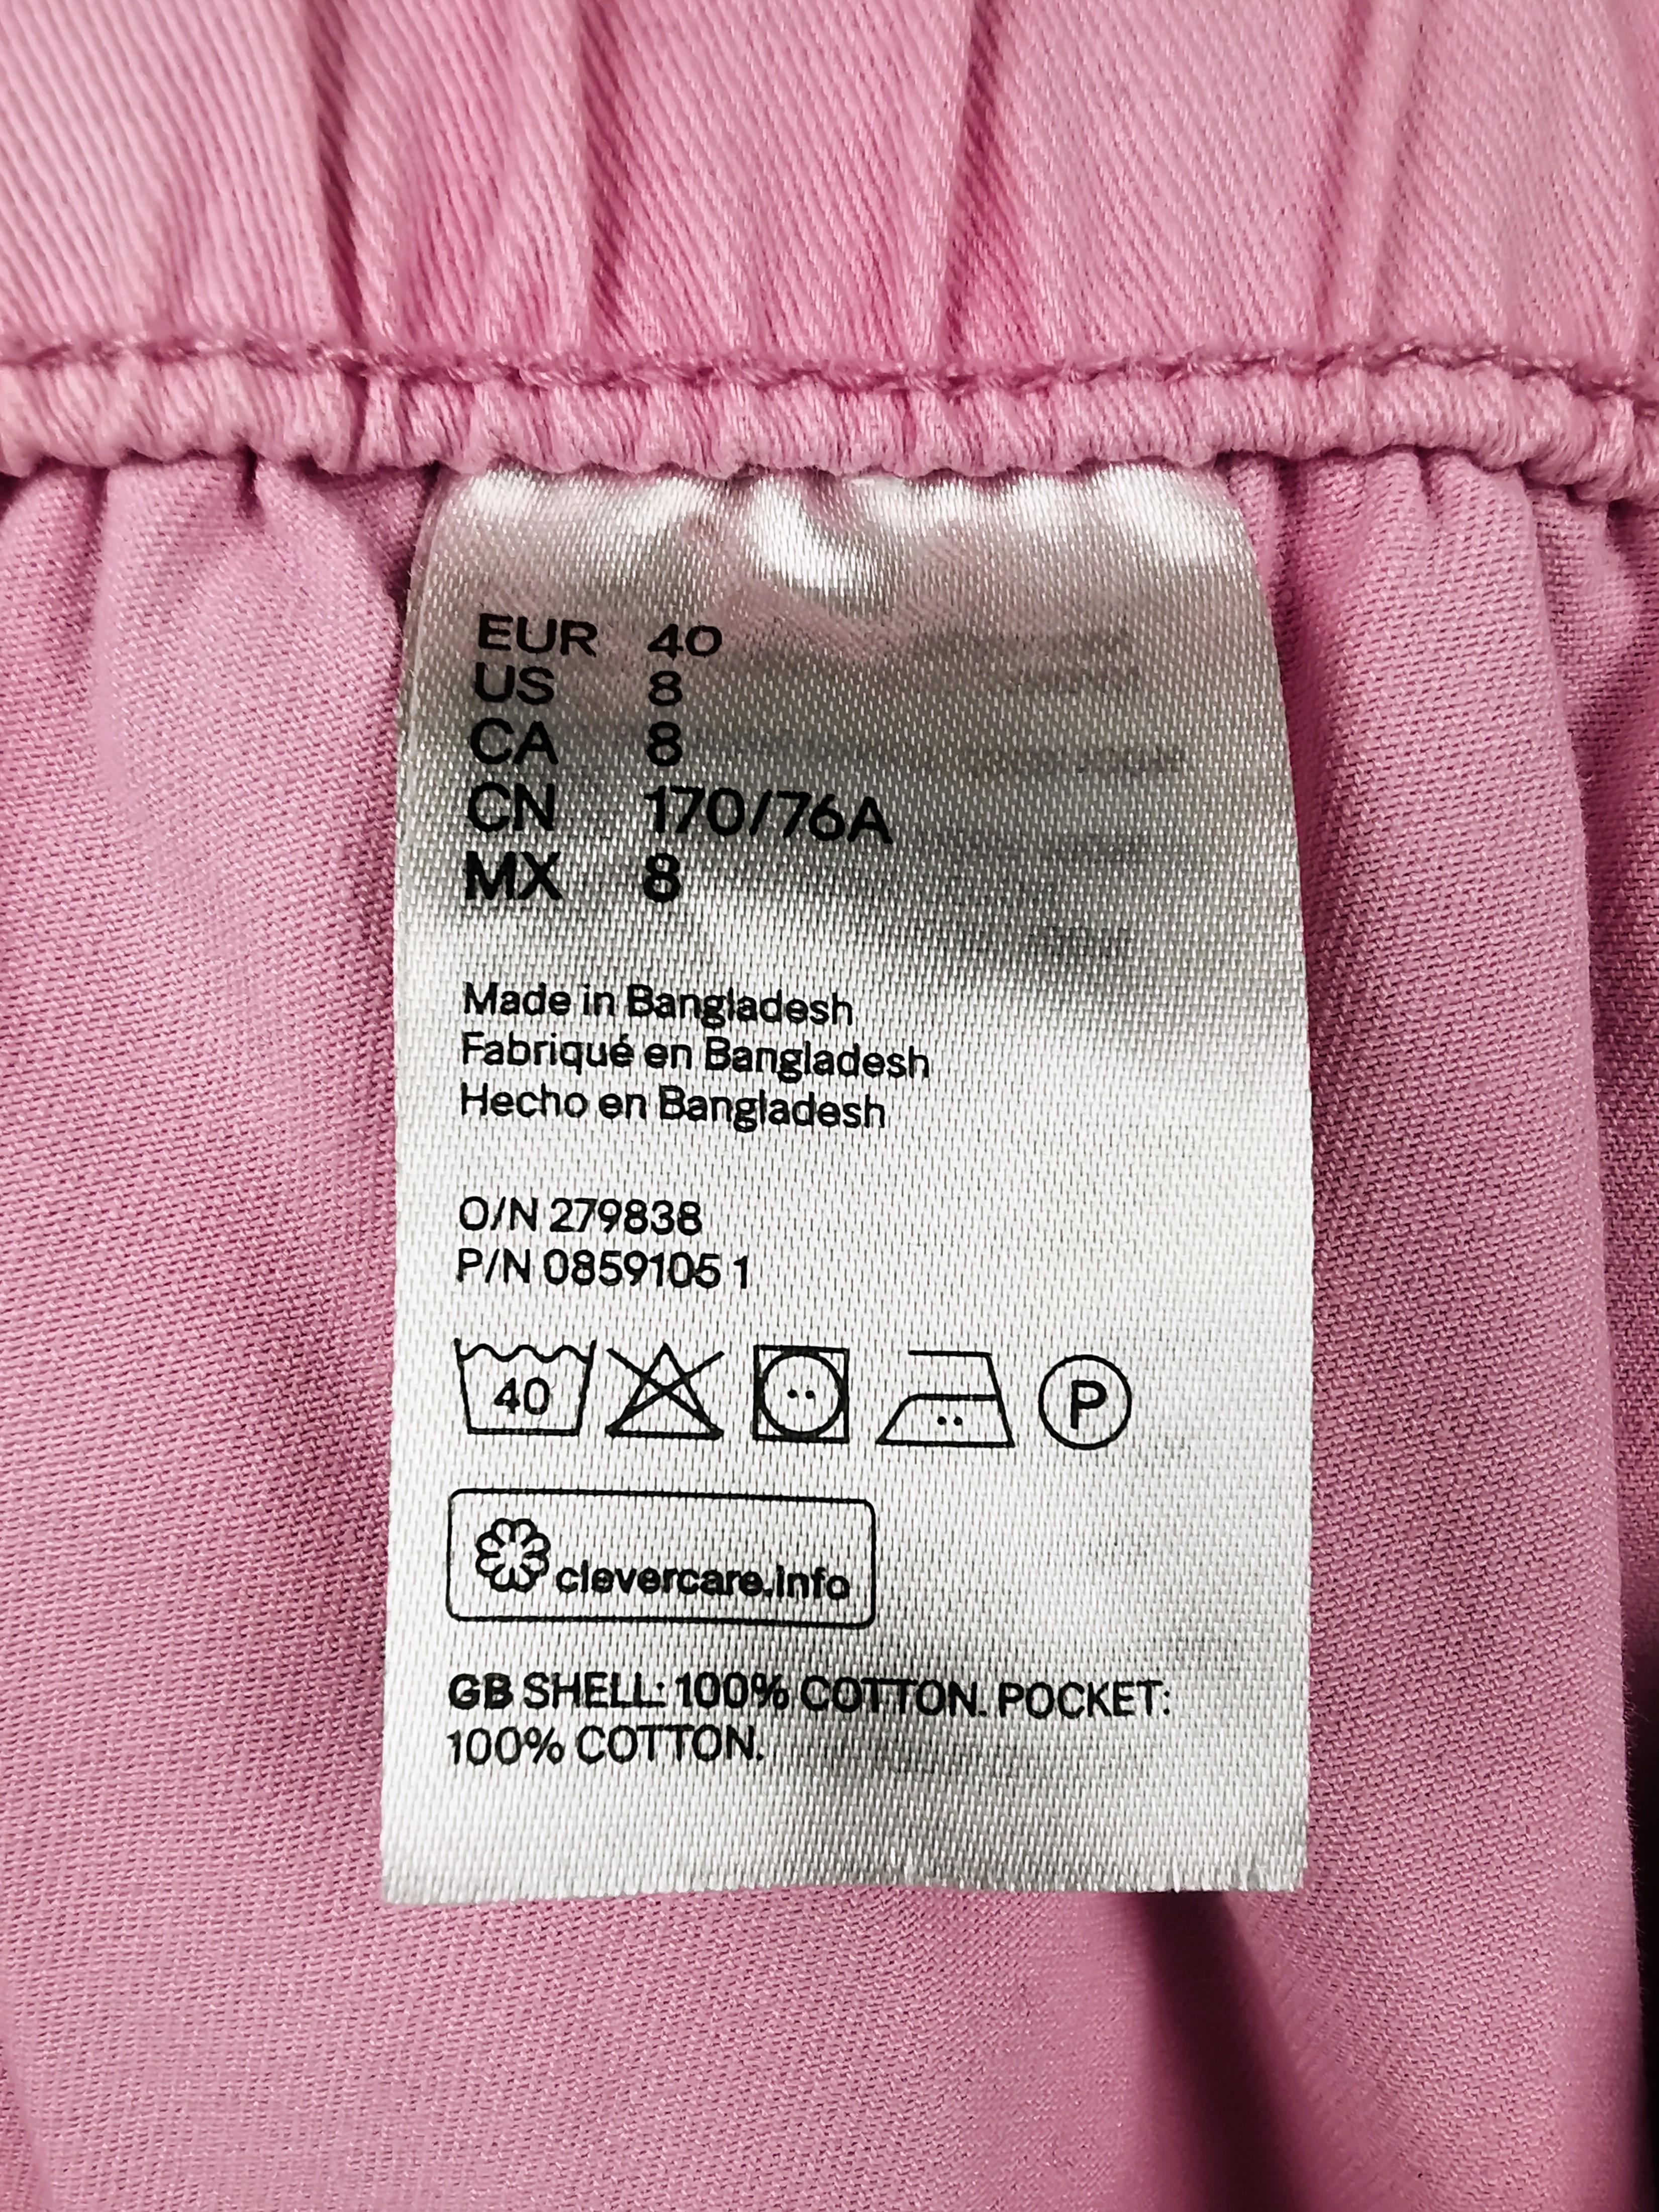 EUR 40
US 8
CA 8
CN 170/76A
MX 8
Made in Bangladesh
Fabriqué en Bangladesh
Hecho en Bangladesh
O/N 279838
P/N 0859105 1
40
P
clevercare.info
GB SHELL: 100% COTTON. POCKET:
100% COTTON.